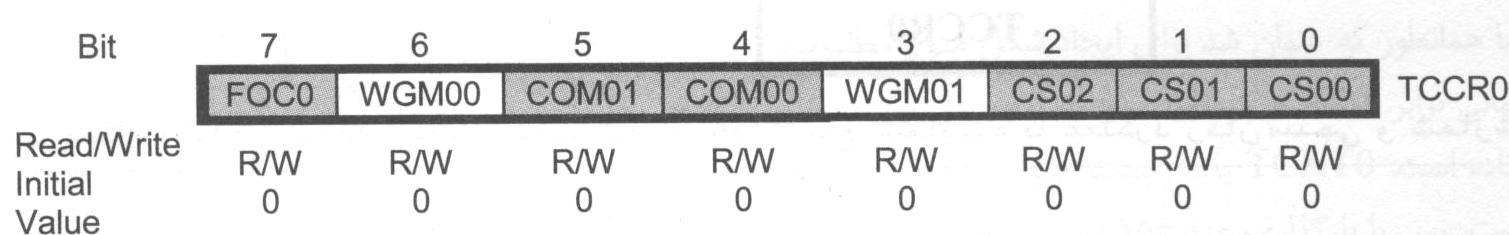 Bit 7 6 5 4 3 2 1 0
FOC0 WGM00 COM01 COM00 WGM01 CS02 CS01 CS00 TCCR0
Read/Write R/W R/W R/W R/W R/W R/W R/W R/W
Initial 0 0 0 0 0 0 0 0
Value